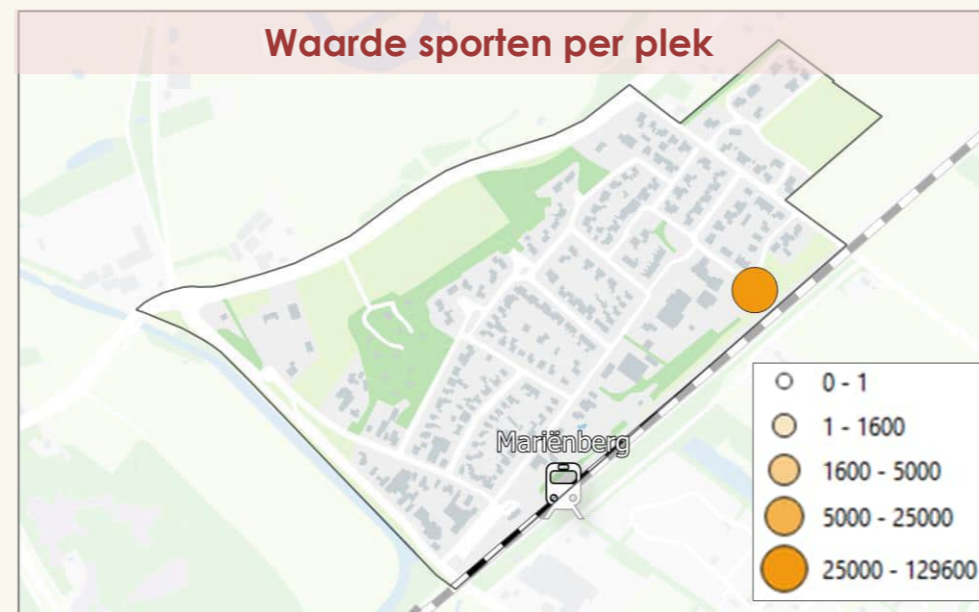 Waarde sporten per plek
Mariënberg
0 - 1
1 - 1600
1600 - 5000
5000 - 25000
25000 - 129600